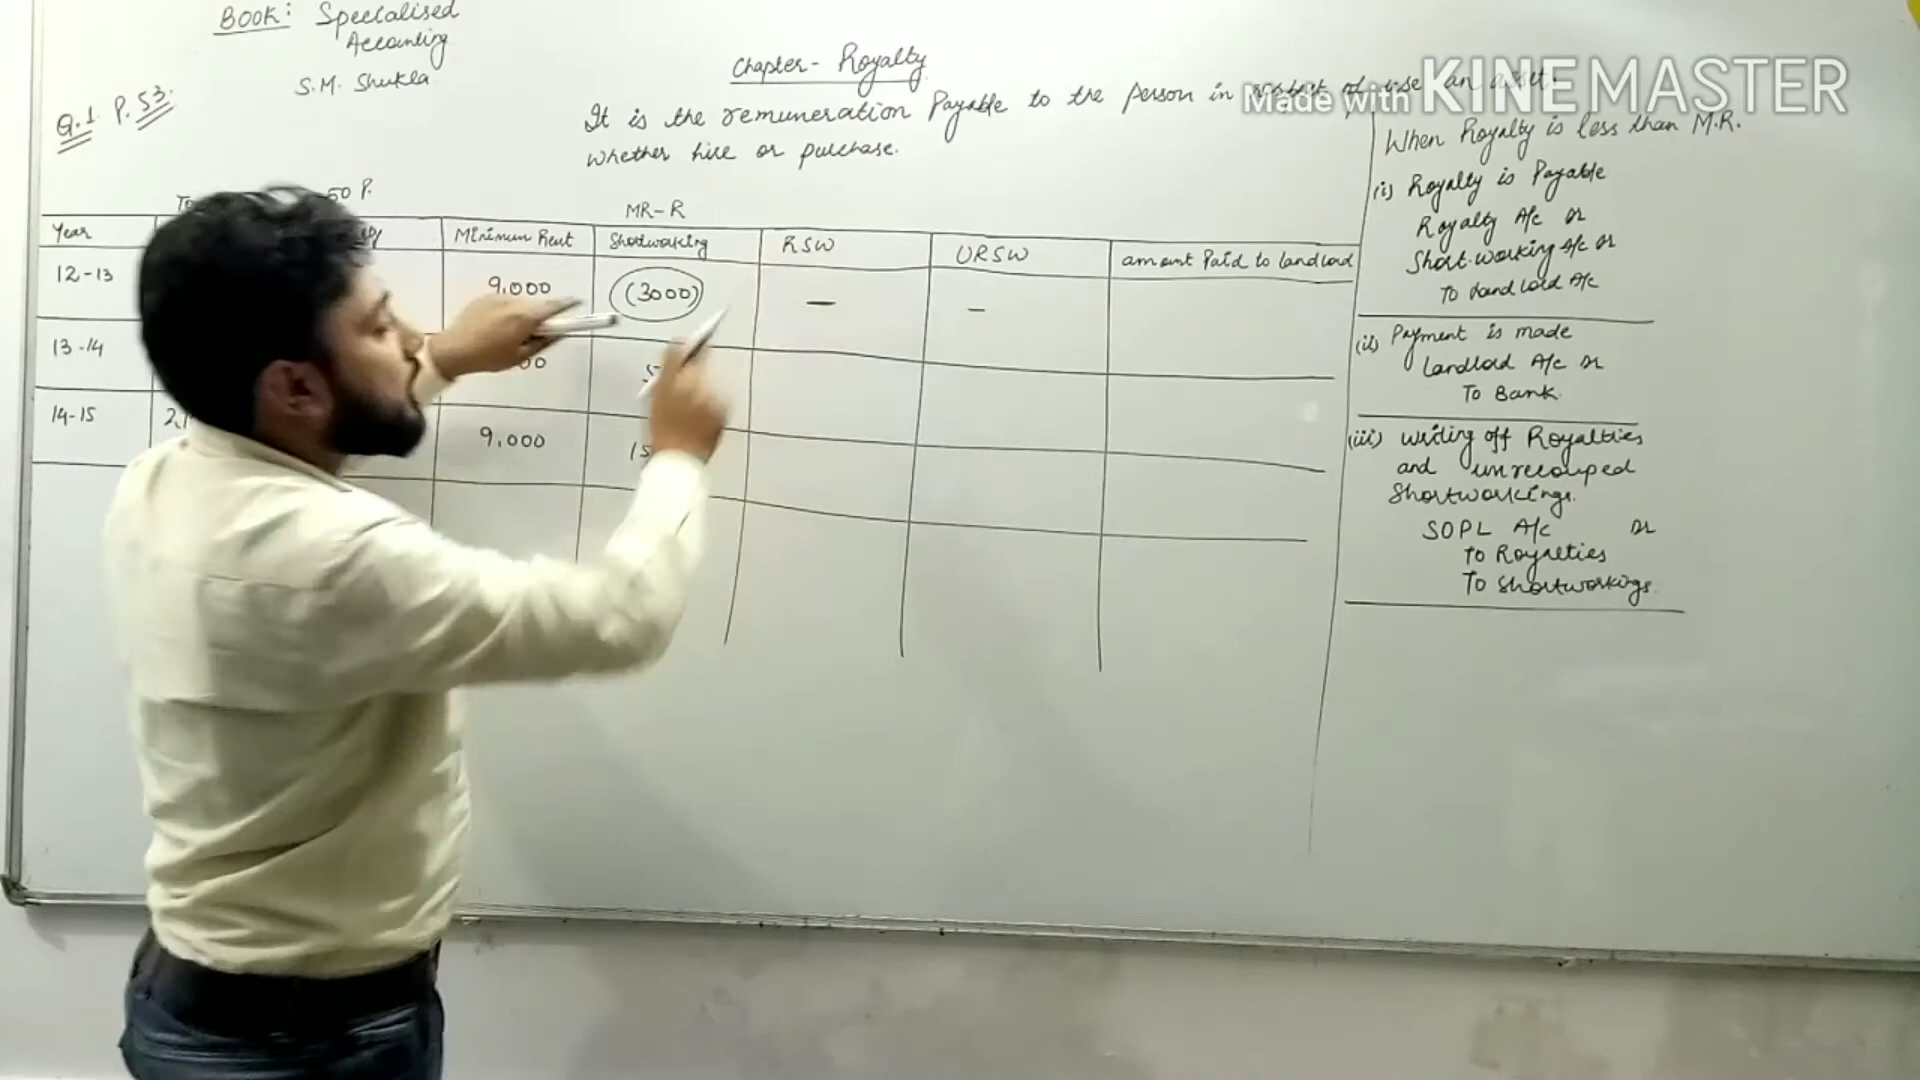 BOOK: Specialised
Accounting
S.M. Shukla
Q.1 P.53.
Chapter- Royalty
It is the remuneration Payable to the person in of use an asset.
Whether hire or purchase.
Made with KINEMASTER
50 P.
MR-R
Year Minimum Rent Shortworking RSW URSW amount Paid to landlord
12-13 9,000 (3000) — —
13-14
14-15 9,000
When Royalty is less than M.R.
(i) Royalty is Payable
Royalty A/c Dr
Short.working A/c Dr
To Landlord A/c
(ii) Payment is made
Landlord A/c Dr
To Bank.
(iii) writing off Royalties
and unrecouped
Shortworkings.
SOPL A/c Dr
To Royalties
To Shortworkings.